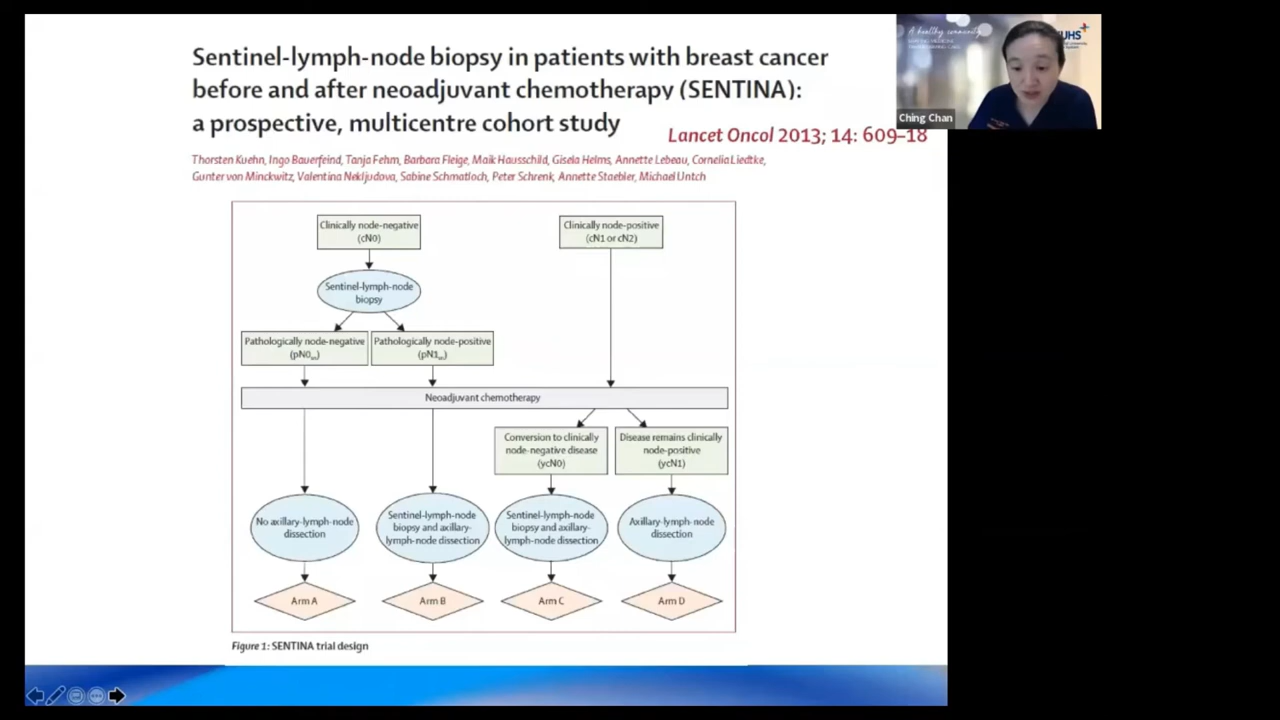 Sentinel-lymph-node biopsy in patients with breast cancer
before and after neoadjuvant chemotherapy (SENTINA):
a prospective, multicentre cohort study
Lancet Oncol 2013; 14: 609–18
Thorsten Kuehn, Ingo Bauerfeind, Tanja Fehm, Barbara Fleige, Maik Hausschild, Gisela Helms, Annette Lebeau, Cornelia Liedtke,
Gunter von Minckwitz, Valentina Nekljudova, Sabine Schmatloch, Peter Schrenk, Annette Staebler, Michael Untch
A healthy community
UHS
Ching Chan
Clinically node-negative
(cN0)
Clinically node-positive
(cN1 or cN2)
Sentinel-lymph-node
biopsy
Pathologically node-negative
(pN0sn)
Pathologically node-positive
(pN1sn)
Neoadjuvant chemotherapy
Conversion to clinically
node-negative disease
(ycN0)
Disease remains clinically
node-positive
(ycN1)
No axillary-lymph-node
dissection
Sentinel-lymph-node
biopsy and axillary-
lymph-node dissection
Sentinel-lymph-node
biopsy and axillary-
lymph-node dissection
Axillary-lymph-node
dissection
Arm A
Arm B
Arm C
Arm D
Figure 1: SENTINA trial design